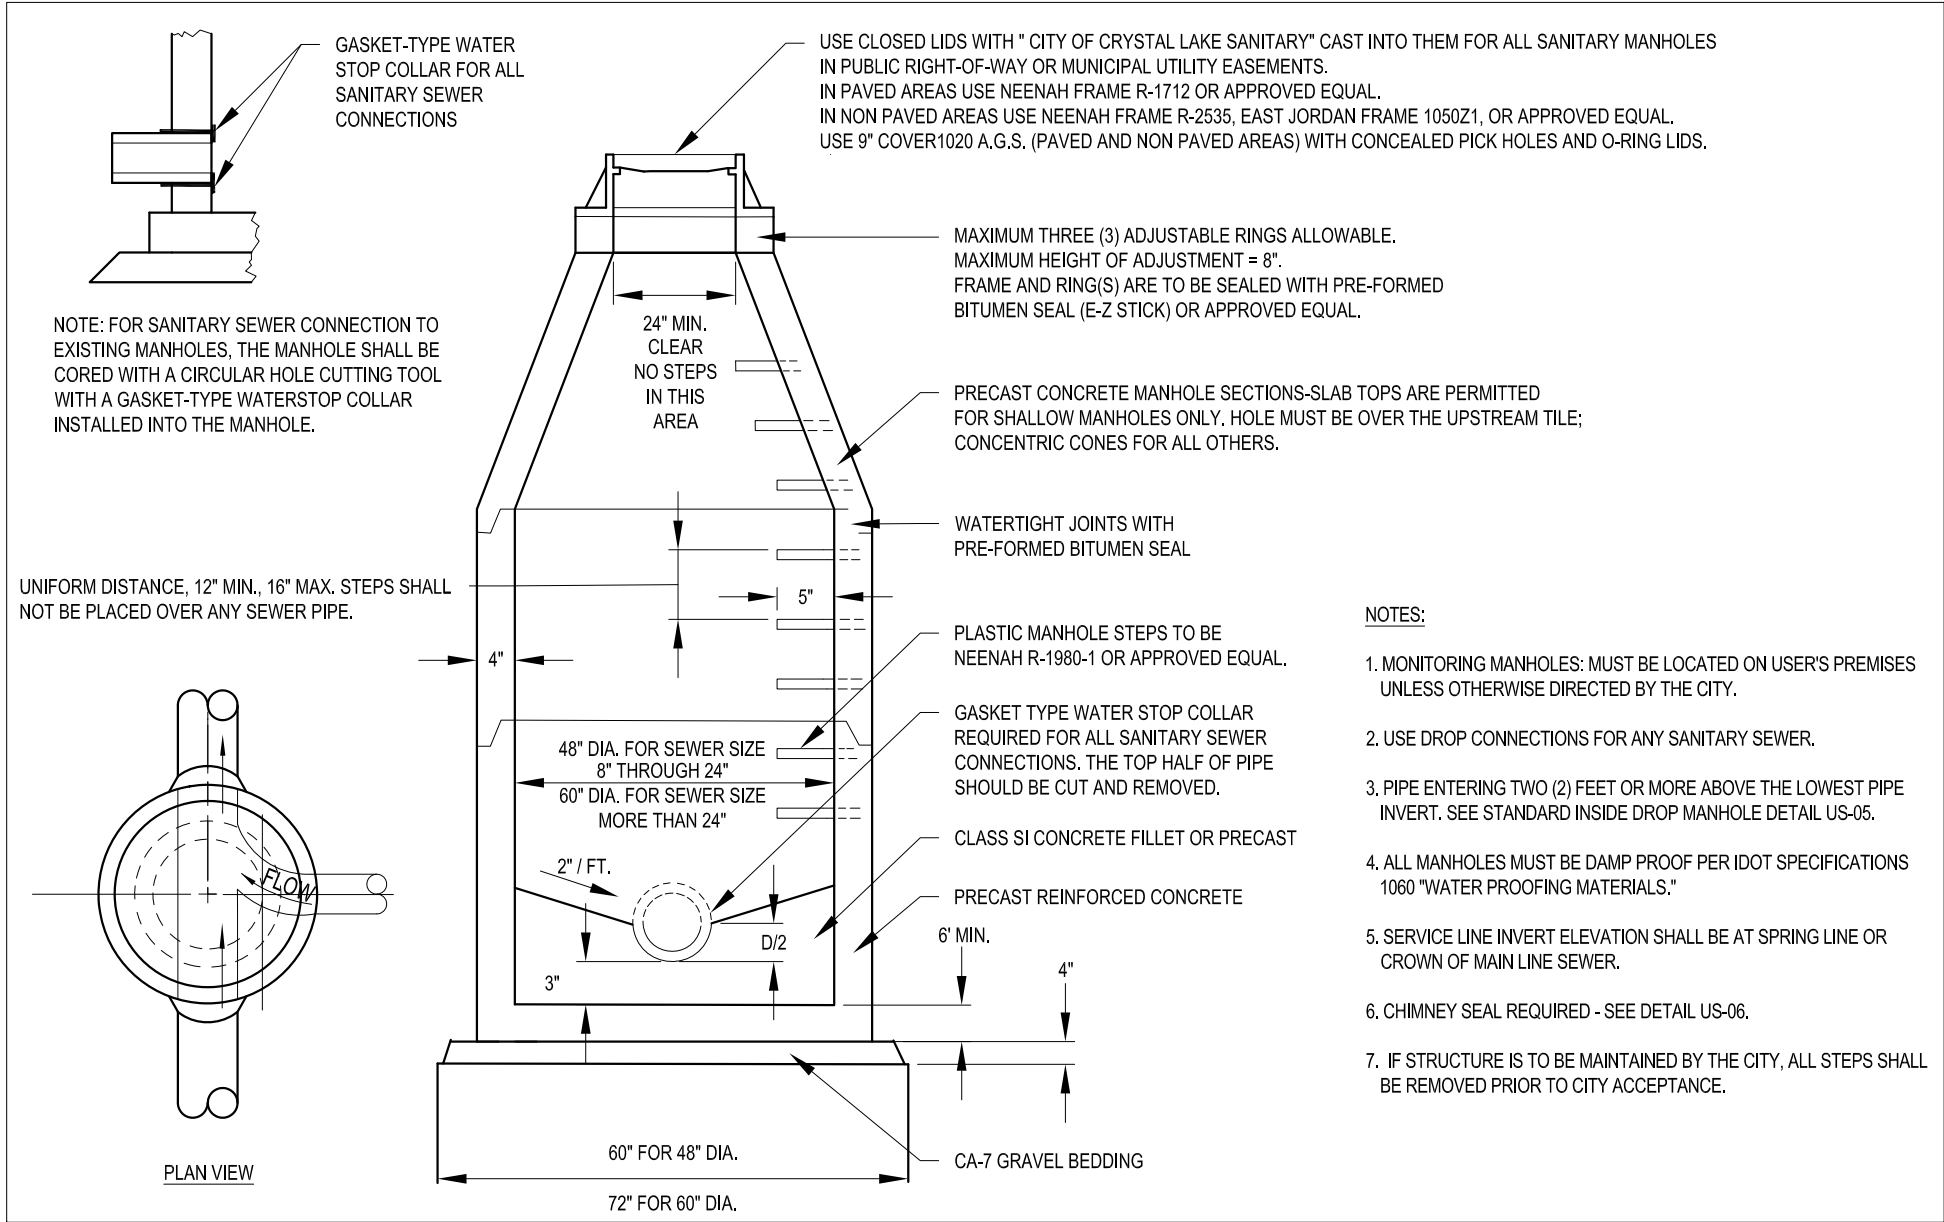 GASKET-TYPE WATER
STOP COLLAR FOR ALL
SANITARY SEWER
CONNECTIONS
USE CLOSED LIDS WITH " CITY OF CRYSTAL LAKE SANITARY" CAST INTO THEM FOR ALL SANITARY MANHOLES
IN PUBLIC RIGHT-OF-WAY OR MUNICIPAL UTILITY EASEMENTS.
IN PAVED AREAS USE NEENAH FRAME R-1712 OR APPROVED EQUAL.
IN NON PAVED AREAS USE NEENAH FRAME R-2535, EAST JORDAN FRAME 1050Z1, OR APPROVED EQUAL.
USE 9" COVER1020 A.G.S. (PAVED AND NON PAVED AREAS) WITH CONCEALED PICK HOLES AND O-RING LIDS.
NOTE: FOR SANITARY SEWER CONNECTION TO
EXISTING MANHOLES, THE MANHOLE SHALL BE
CORED WITH A CIRCULAR HOLE CUTTING TOOL
WITH A GASKET-TYPE WATERSTOP COLLAR
INSTALLED INTO THE MANHOLE.
MAXIMUM THREE (3) ADJUSTABLE RINGS ALLOWABLE.
MAXIMUM HEIGHT OF ADJUSTMENT = 8".
FRAME AND RING(S) ARE TO BE SEALED WITH PRE-FORMED
BITUMEN SEAL (E-Z STICK) OR APPROVED EQUAL.
24" MIN.
CLEAR
NO STEPS
IN THIS
AREA
PRECAST CONCRETE MANHOLE SECTIONS-SLAB TOPS ARE PERMITTED
FOR SHALLOW MANHOLES ONLY. HOLE MUST BE OVER THE UPSTREAM TILE;
CONCENTRIC CONES FOR ALL OTHERS.
WATERTIGHT JOINTS WITH
PRE-FORMED BITUMEN SEAL
UNIFORM DISTANCE, 12" MIN., 16" MAX. STEPS SHALL
NOT BE PLACED OVER ANY SEWER PIPE.
5"
4"
PLASTIC MANHOLE STEPS TO BE
NEENAH R-1980-1 OR APPROVED EQUAL.
GASKET TYPE WATER STOP COLLAR
REQUIRED FOR ALL SANITARY SEWER
CONNECTIONS. THE TOP HALF OF PIPE
SHOULD BE CUT AND REMOVED.
48" DIA. FOR SEWER SIZE
8" THROUGH 24"
60" DIA. FOR SEWER SIZE
MORE THAN 24"
CLASS SI CONCRETE FILLET OR PRECAST
2" / FT.
PRECAST REINFORCED CONCRETE
D/2
3"
6' MIN.
4"
CA-7 GRAVEL BEDDING
60" FOR 48" DIA.
72" FOR 60" DIA.
FLOW
PLAN VIEW
NOTES:
1. MONITORING MANHOLES: MUST BE LOCATED ON USER'S PREMISES
UNLESS OTHERWISE DIRECTED BY THE CITY.
2. USE DROP CONNECTIONS FOR ANY SANITARY SEWER.
3. PIPE ENTERING TWO (2) FEET OR MORE ABOVE THE LOWEST PIPE
INVERT. SEE STANDARD INSIDE DROP MANHOLE DETAIL US-05.
4. ALL MANHOLES MUST BE DAMP PROOF PER IDOT SPECIFICATIONS
1060 "WATER PROOFING MATERIALS."
5. SERVICE LINE INVERT ELEVATION SHALL BE AT SPRING LINE OR
CROWN OF MAIN LINE SEWER.
6. CHIMNEY SEAL REQUIRED - SEE DETAIL US-06.
7. IF STRUCTURE IS TO BE MAINTAINED BY THE CITY, ALL STEPS SHALL
BE REMOVED PRIOR TO CITY ACCEPTANCE.